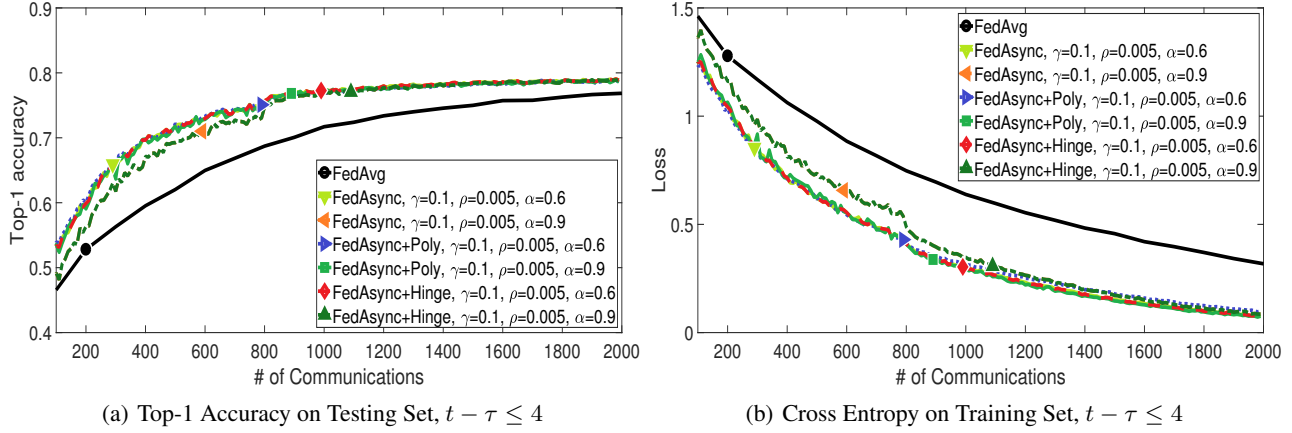 0.9
0.8
0.7
0.6
0.5
0.4
Top-1 accuracy
200 400 600 800 1000 1200 1400 1600 1800 2000
# of Communications
FedAvg
FedAsync, γ=0.1, ρ=0.005, α=0.6
FedAsync, γ=0.1, ρ=0.005, α=0.9
FedAsync+Poly, γ=0.1, ρ=0.005, α=0.6
FedAsync+Poly, γ=0.1, ρ=0.005, α=0.9
FedAsync+Hinge, γ=0.1, ρ=0.005, α=0.6
FedAsync+Hinge, γ=0.1, ρ=0.005, α=0.9
(a) Top-1 Accuracy on Testing Set, t − τ ≤ 4
1.5
1
0.5
0
Loss
200 400 600 800 1000 1200 1400 1600 1800 2000
# of Communications
FedAvg
FedAsync, γ=0.1, ρ=0.005, α=0.6
FedAsync, γ=0.1, ρ=0.005, α=0.9
FedAsync+Poly, γ=0.1, ρ=0.005, α=0.6
FedAsync+Poly, γ=0.1, ρ=0.005, α=0.9
FedAsync+Hinge, γ=0.1, ρ=0.005, α=0.6
FedAsync+Hinge, γ=0.1, ρ=0.005, α=0.9
(b) Cross Entropy on Training Set, t − τ ≤ 4